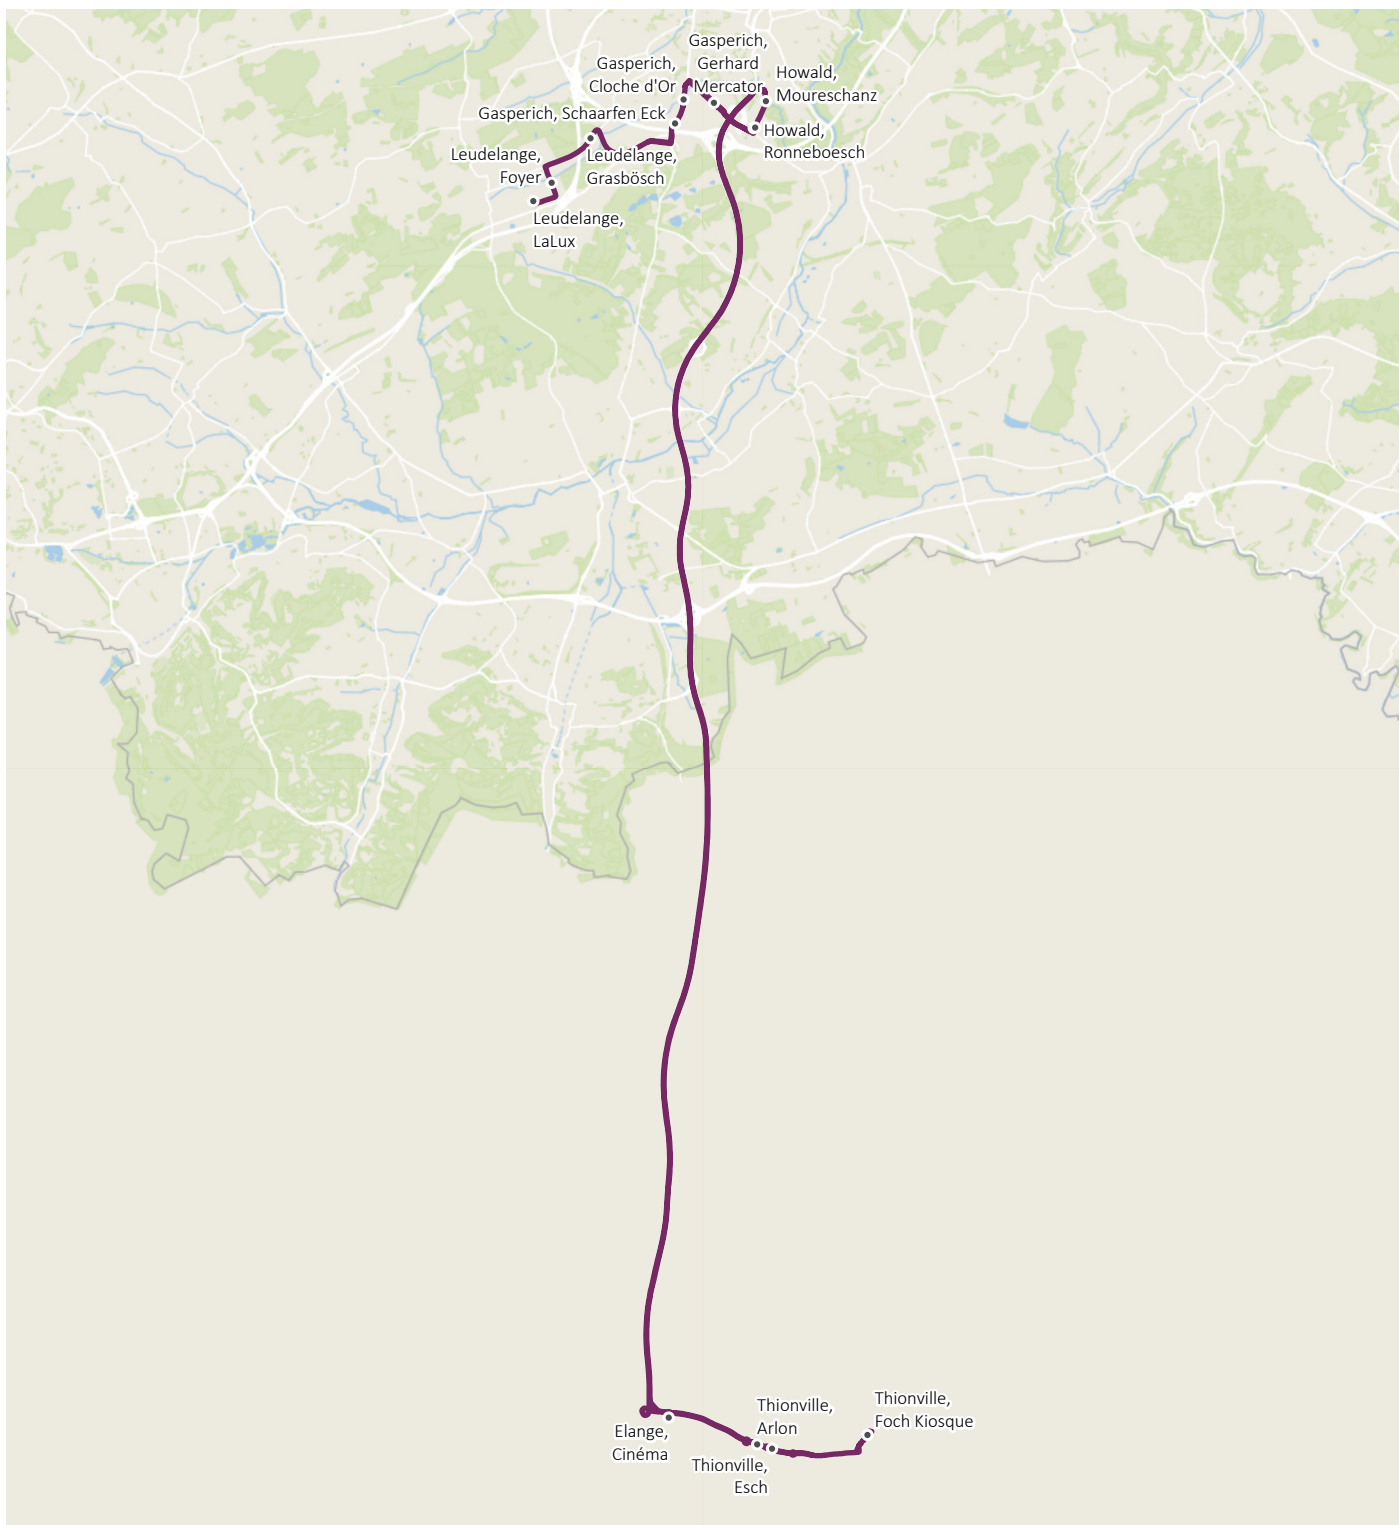 Gasperich,
Gerhard
Mercator
Gasperich,
Cloche d'Or
Howald,
Moureschanz
Gasperich, Schaarfen Eck
Howald,
Ronneboesch
Leudelange,
Foyer
Leudelange,
Grasbösch
Leudelange,
LaLux
Thionville,
Foch Kiosque
Thionville,
Arlon
Elange,
Cinéma
Thionville,
Esch